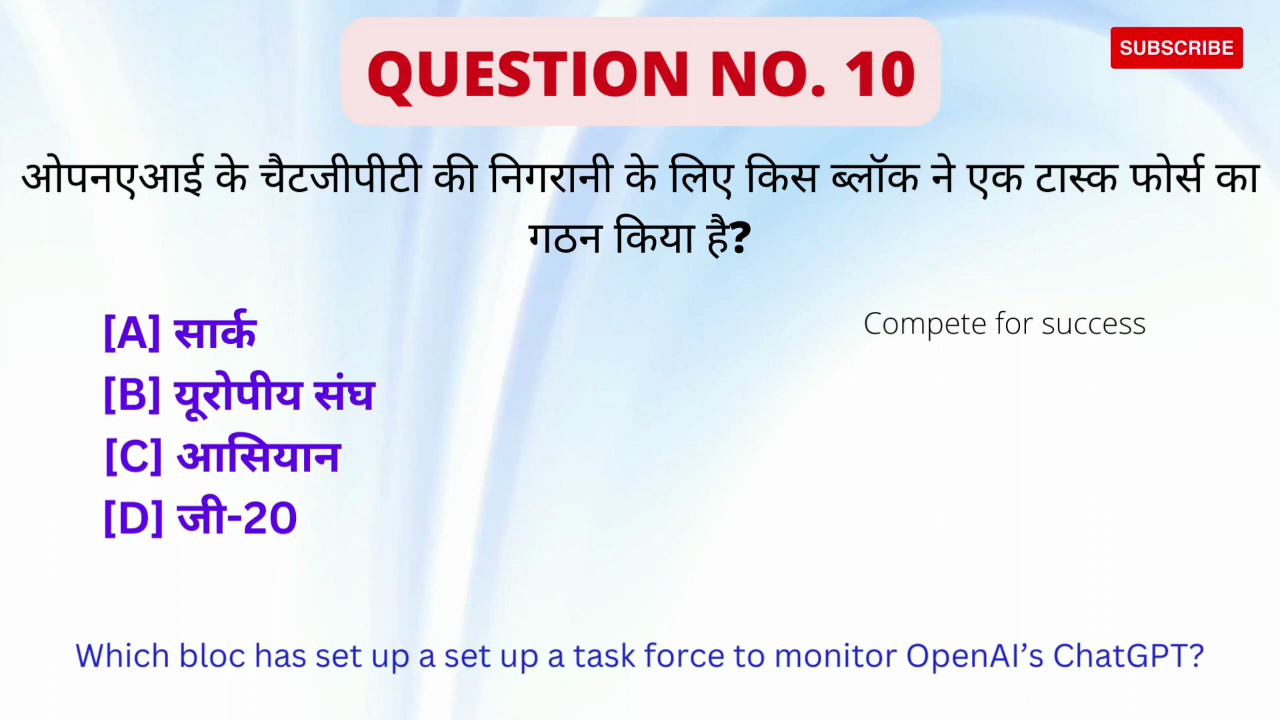 QUESTION NO. 10
SUBSCRIBE
ओपनएआई के चैटजीपीटी की निगरानी के लिए किस ब्लॉक ने एक टास्क फोर्स का
गठन किया है?
[A] सार्क
[B] यूरोपीय संघ
[C] आसियान
[D] जी-20
Compete for success
Which bloc has set up a set up a task force to monitor OpenAI’s ChatGPT?